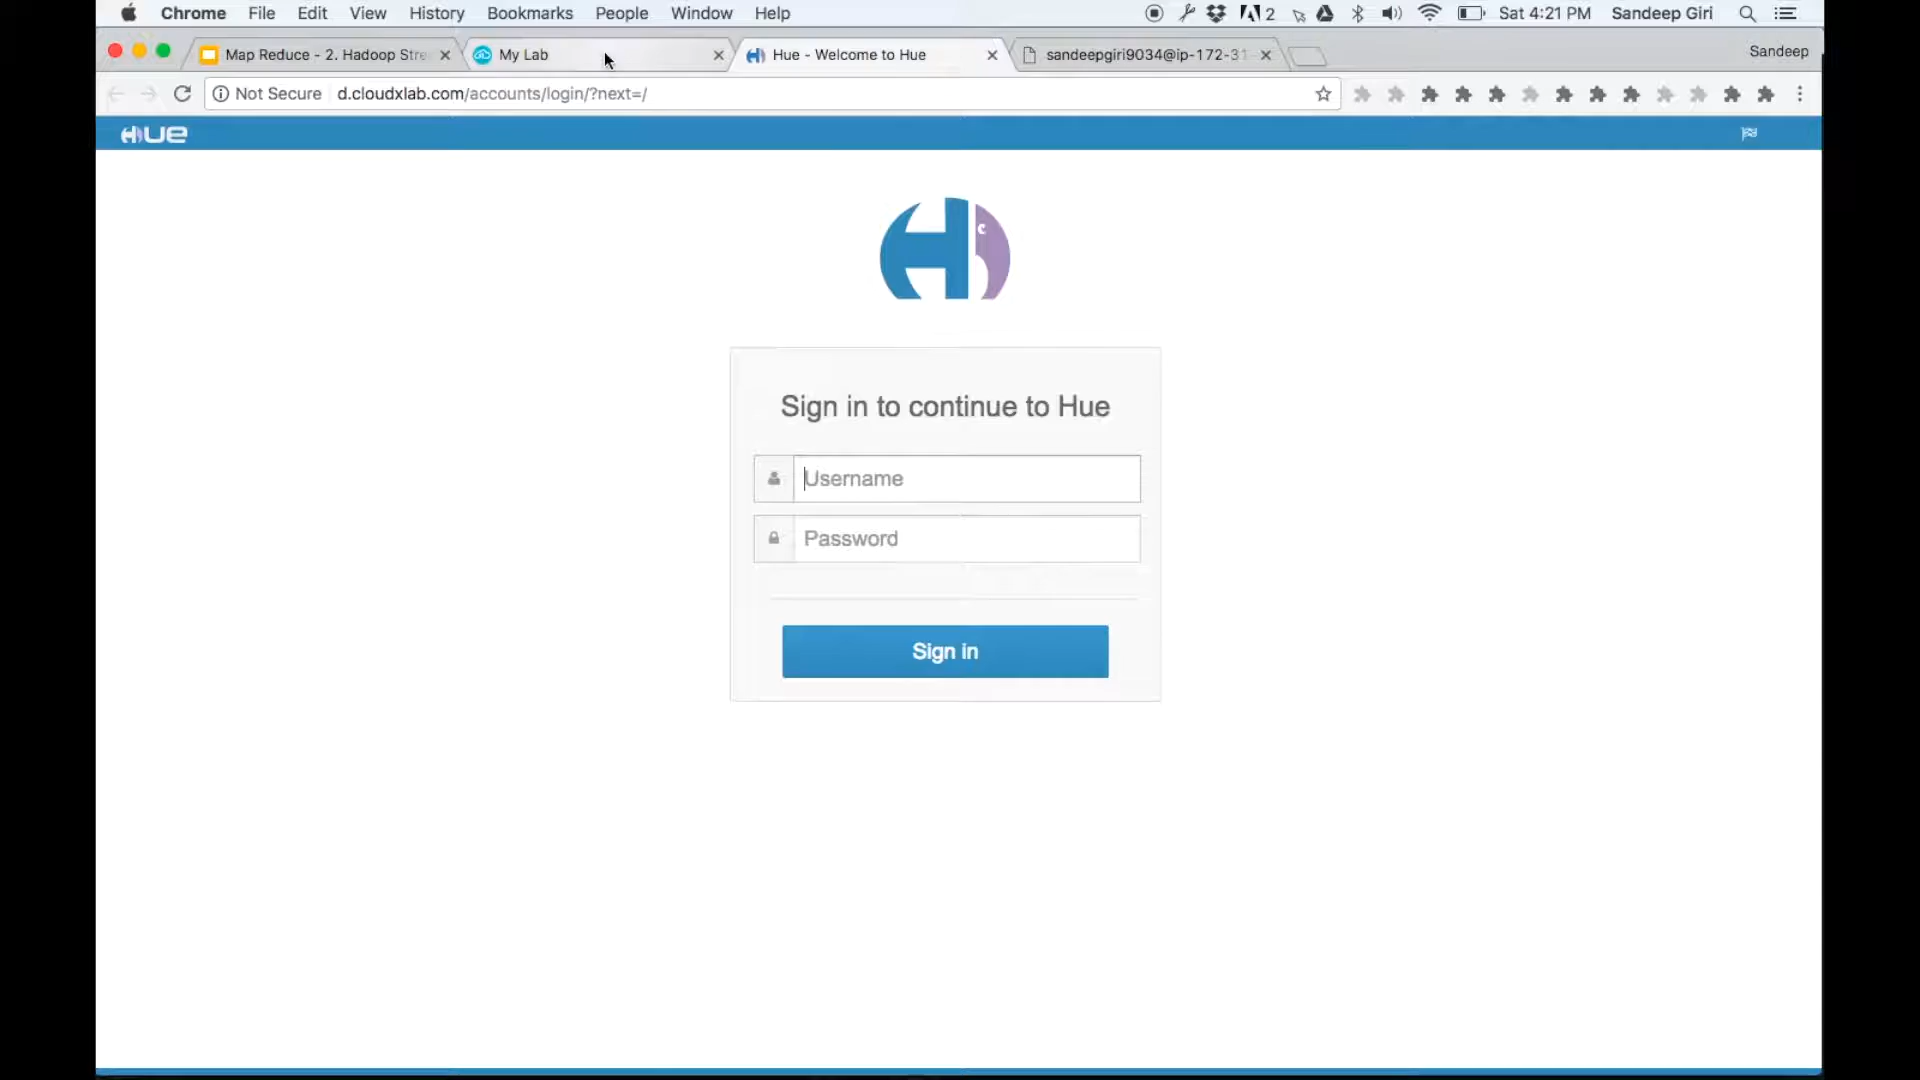 Chrome File Edit View History Bookmarks People Window Help 2 Sat 4:21 PM Sandeep Giri
Map Reduce - 2. Hadoop Stre My Lab Hue - Welcome to Hue sandeepgiri9034@ip-172-31 Sandeep
Not Secure d.cloudxlab.com/accounts/login/?next=/
HUE
Sign in to continue to Hue
Username
Password
Sign in